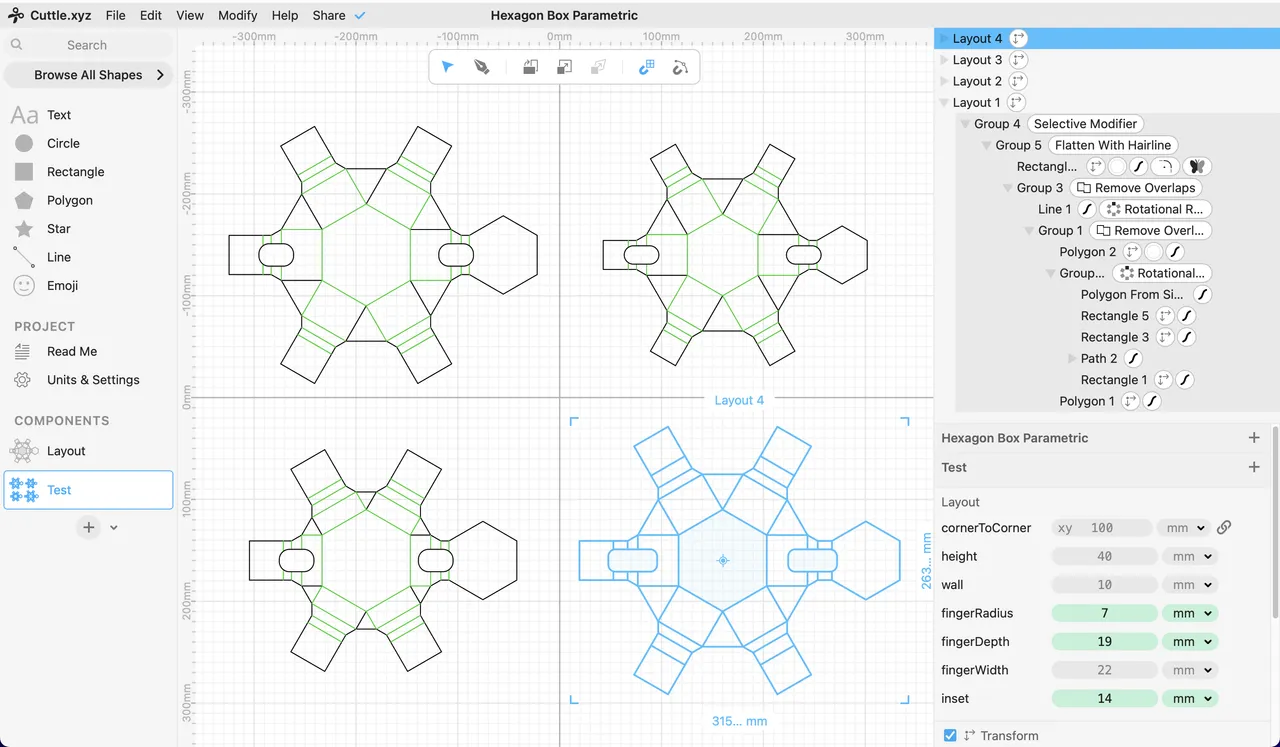 Cuttle.xyz File Edit View Modify Help Share
Hexagon Box Parametric
Search
Browse All Shapes
Aa Text
Circle
Rectangle
Polygon
Star
Line
Emoji
PROJECT
Read Me
Units & Settings
COMPONENTS
Layout
Test
-300mm -200mm -100mm 0mm 100mm 200mm 300mm
-300mm
-200mm
-100mm
0mm
100mm
200mm
300mm
Layout 4
263... mm
315... mm
Layout 4
Layout 3
Layout 2
Layout 1
Group 4 Selective Modifier
Group 5 Flatten With Hairline
Rectangl...
Group 3 Remove Overlaps
Line 1 Rotational R...
Group 1 Remove Overl...
Polygon 2
Group... Rotational...
Polygon From Si...
Rectangle 5
Rectangle 3
Path 2
Rectangle 1
Polygon 1
Hexagon Box Parametric
Test
Layout
cornerToCorner xy 100 mm
height 40 mm
wall 10 mm
fingerRadius 7 mm
fingerDepth 19 mm
fingerWidth 22 mm
inset 14 mm
Transform